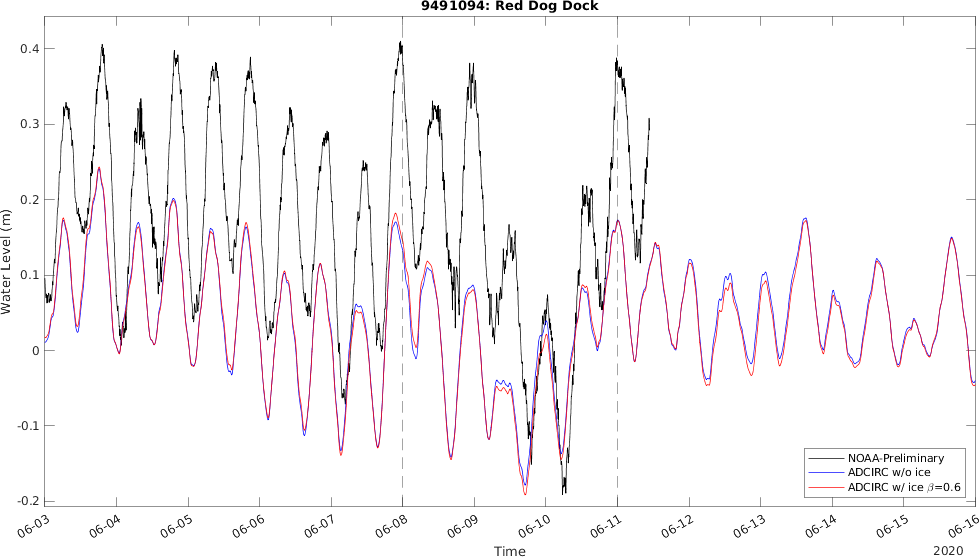 9491094: Red Dog Dock
Water Level (m)
0.4
0.3
0.2
0.1
0
-0.1
-0.2
NOAA-Preliminary
ADCIRC w/o ice
ADCIRC w/ ice β=0.6
06-03 06-04 06-05 06-06 06-07 06-08 06-09 06-10 06-11 06-12 06-13 06-14 06-15 06-16
Time
2020